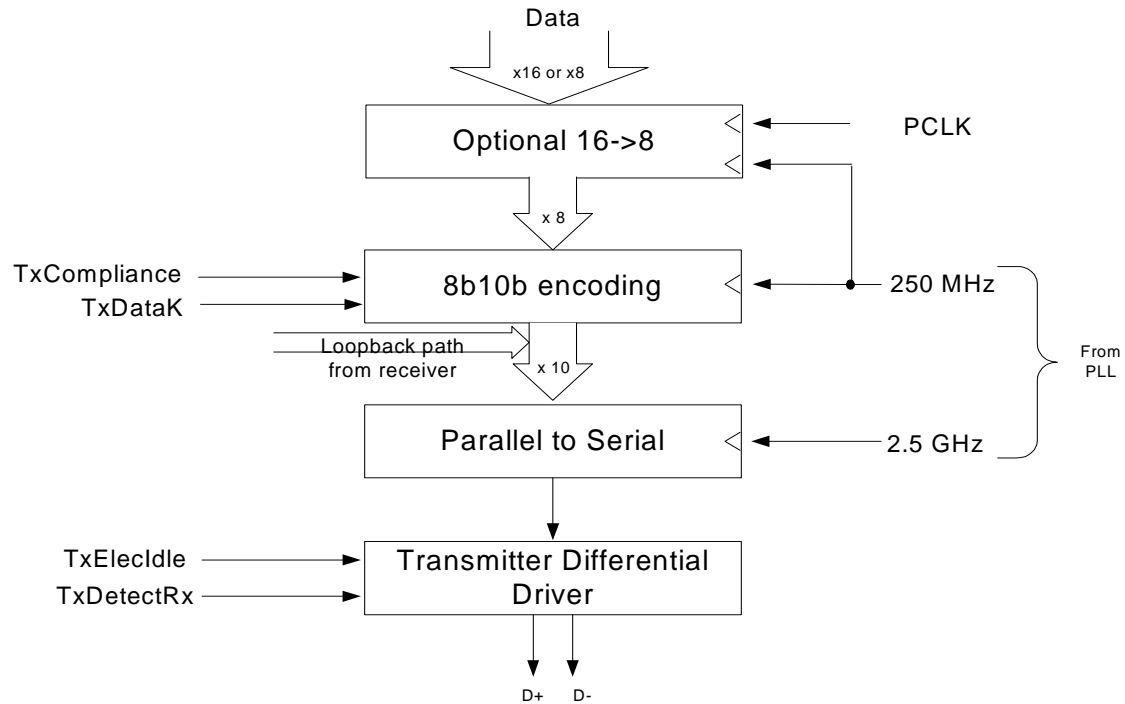 Data
x16 or x8
Optional 16->8
PCLK
x 8
TxCompliance
TxDataK
8b10b encoding
250 MHz
Loopback path
from receiver
x 10
From
PLL
Parallel to Serial
2.5 GHz
TxElecIdle
TxDetectRx
Transmitter Differential
Driver
D+ D-